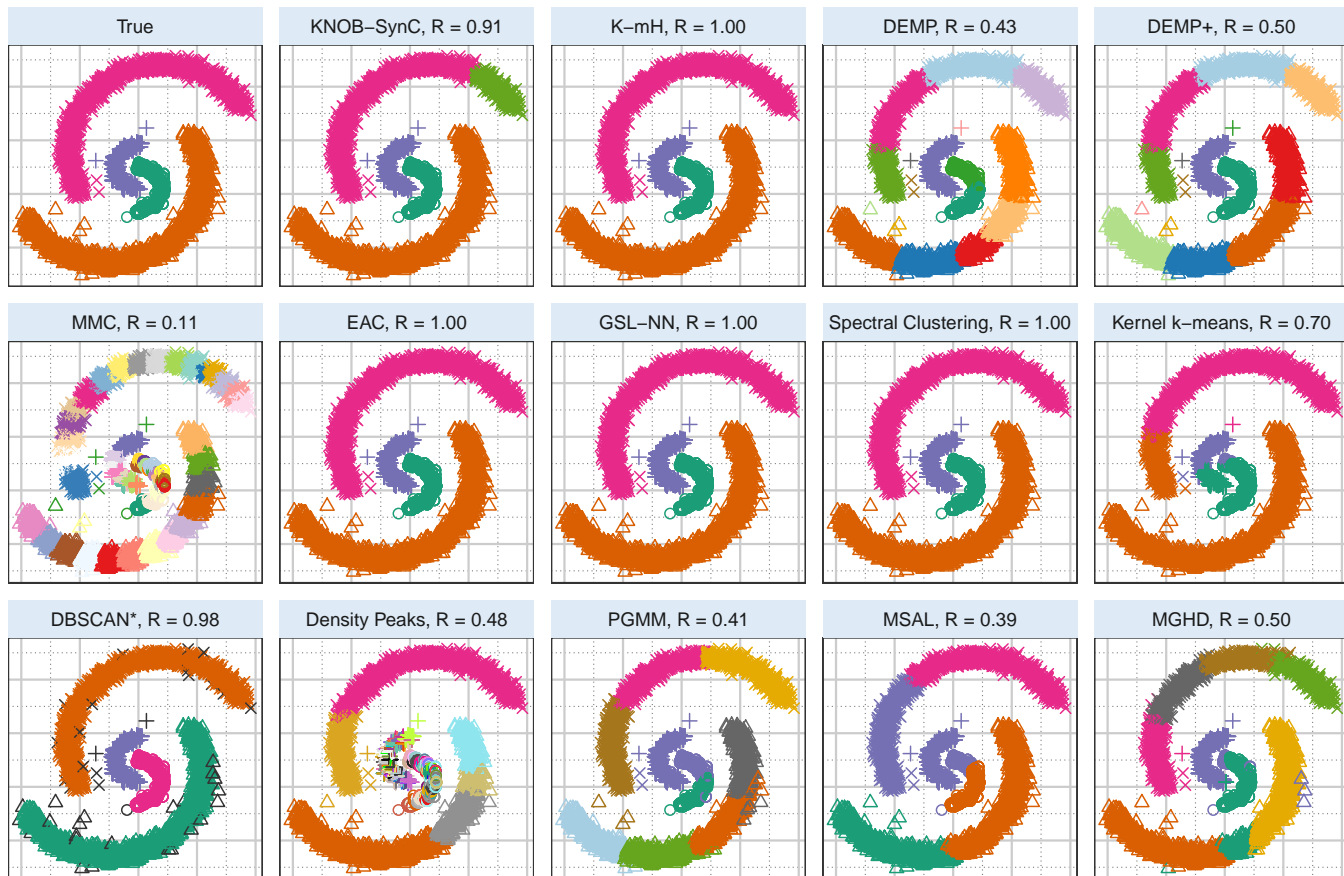 True
KNOB−SynC, R = 0.91
K−mH, R = 1.00
DEMP, R = 0.43
DEMP+, R = 0.50
MMC, R = 0.11
EAC, R = 1.00
GSL−NN, R = 1.00
Spectral Clustering, R = 1.00
Kernel k−means, R = 0.70
DBSCAN*, R = 0.98
Density Peaks, R = 0.48
PGMM, R = 0.41
MSAL, R = 0.39
MGHD, R = 0.50